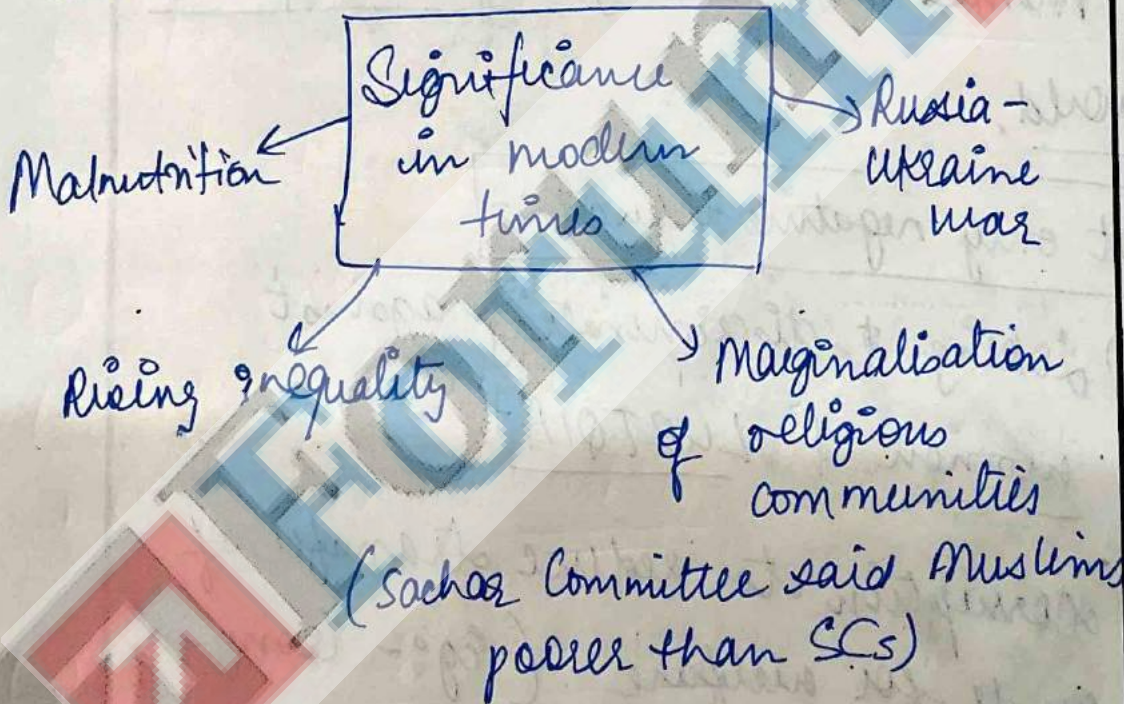 Significance
in modern
times
Malnutrition
Russia-
Ukraine
war
Rising inequality
Marginalisation
of religious
communities
(Sachar Committee said Muslims
poorer than SCs)
Forum